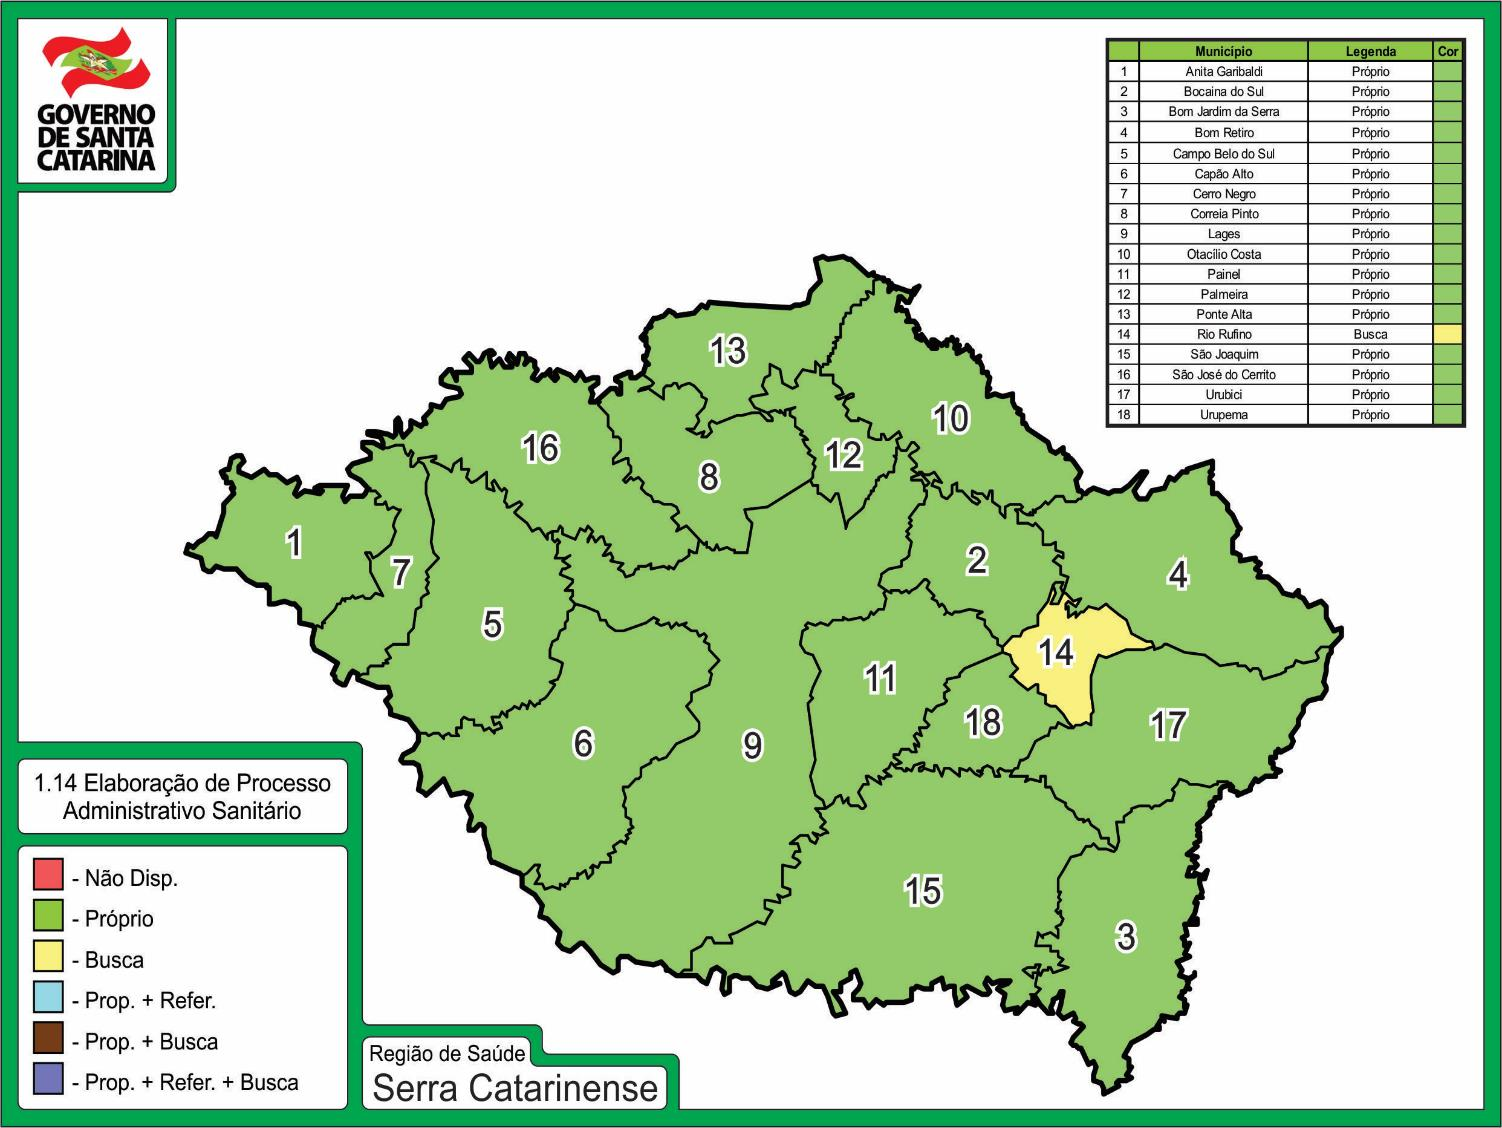 GOVERNO
DE SANTA
CATARINA
Município Legenda Cor
1 Anita Garibaldi Próprio
2 Bocaina do Sul Próprio
3 Bom Jardim da Serra Próprio
4 Bom Retiro Próprio
5 Campo Belo do Sul Próprio
6 Capão Alto Próprio
7 Cerro Negro Próprio
8 Correia Pinto Próprio
9 Lages Próprio
10 Otacílio Costa Próprio
11 Painel Próprio
12 Palmeira Próprio
13 Ponte Alta Próprio
14 Rio Rufino Busca
15 São Joaquim Próprio
16 São José do Cerrito Próprio
17 Urubici Próprio
18 Urupema Próprio
13
10
16
12
8
1
2
4
7
5
14
11
18
17
6
9
15
3
1.14 Elaboração de Processo
Administrativo Sanitário
- Não Disp.
- Próprio
- Busca
- Prop. + Refer.
- Prop. + Busca
- Prop. + Refer. + Busca
Região de Saúde
Serra Catarinense